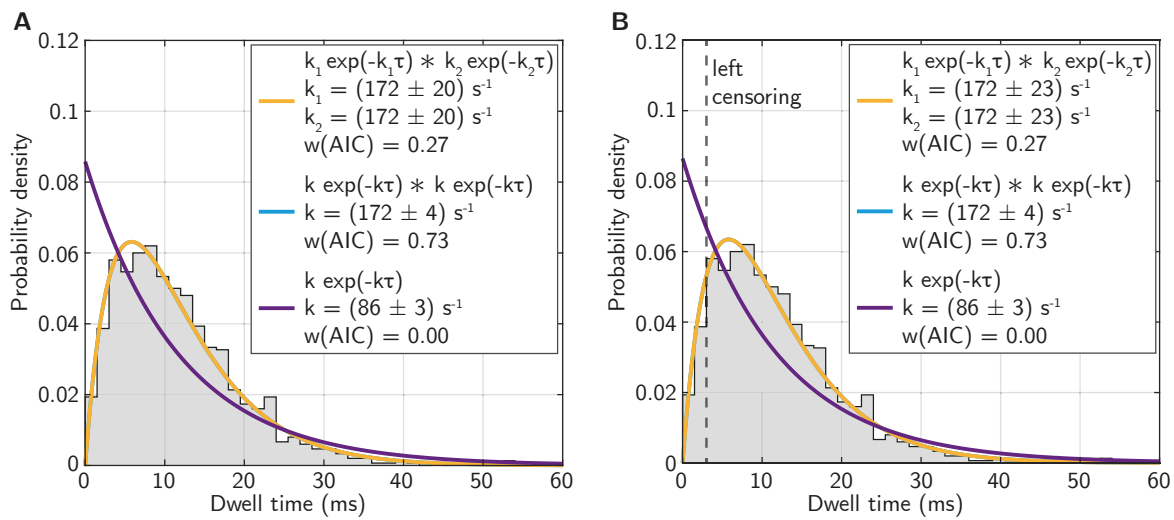 A
0.12
0.1
0.08
0.06
0.04
0.02
0
Probability density
0 10 20 30 40 50 60
Dwell time (ms)
k₁ exp(-k₁τ) * k₂ exp(-k₂τ)
k₁ = (172 ± 20) s⁻¹
k₂ = (172 ± 20) s⁻¹
w(AIC) = 0.27
k exp(-kτ) * k exp(-kτ)
k = (172 ± 4) s⁻¹
w(AIC) = 0.73
k exp(-kτ)
k = (86 ± 3) s⁻¹
w(AIC) = 0.00
B
0.12
0.1
0.08
0.06
0.04
0.02
0
Probability density
0 10 20 30 40 50 60
Dwell time (ms)
left
censoring
k₁ exp(-k₁τ) * k₂ exp(-k₂τ)
k₁ = (172 ± 23) s⁻¹
k₂ = (172 ± 23) s⁻¹
w(AIC) = 0.27
k exp(-kτ) * k exp(-kτ)
k = (172 ± 4) s⁻¹
w(AIC) = 0.73
k exp(-kτ)
k = (86 ± 3) s⁻¹
w(AIC) = 0.00